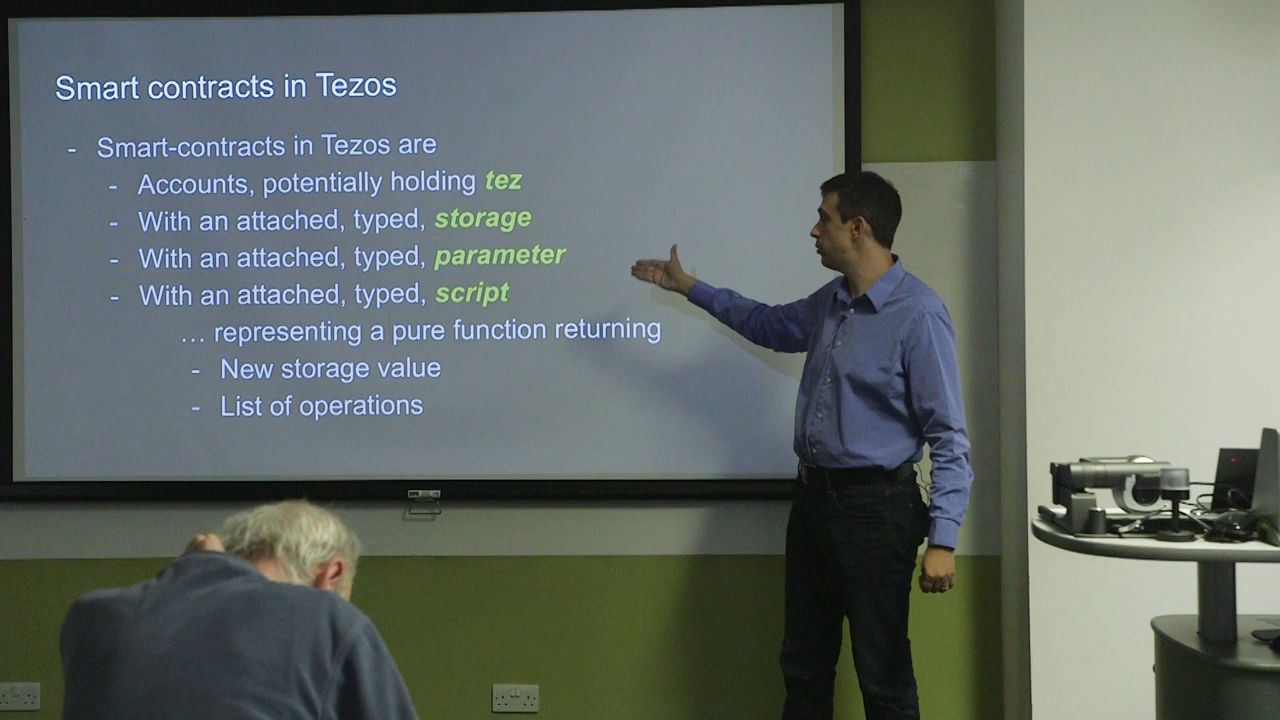 Smart contracts in Tezos
- Smart-contracts in Tezos are
- Accounts, potentially holding tez
- With an attached, typed, storage
- With an attached, typed, parameter
- With an attached, typed, script
… representing a pure function returning
- New storage value
- List of operations